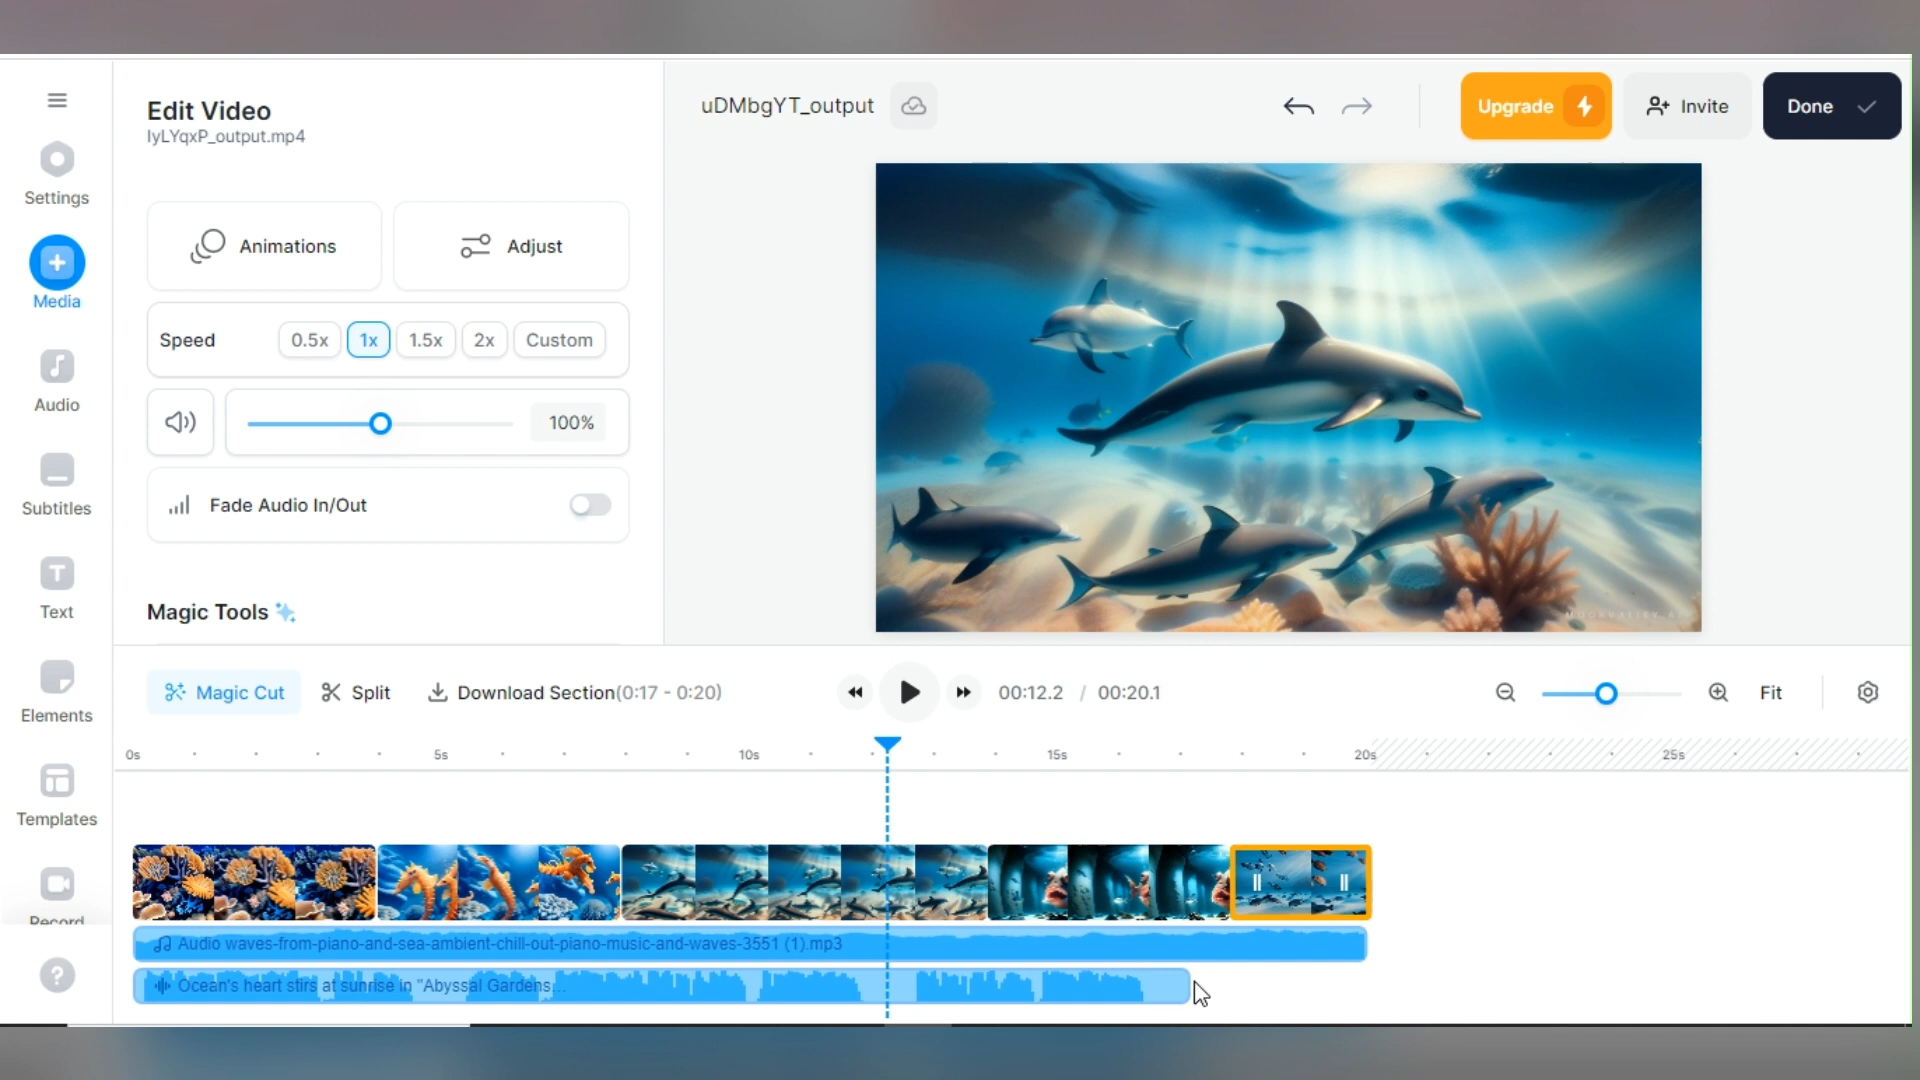 Edit Video
lyLYqxP_output.mp4
uDMbgYT_output
Upgrade
Invite
Done
Settings
Media
Audio
Subtitles
Text
Elements
Templates
Record
Animations
Adjust
Speed
0.5x
1x
1.5x
2x
Custom
100%
Fade Audio In/Out
Magic Tools
Magic Cut
Split
Download Section(0:17 - 0:20)
00:12.2 / 00:20.1
Fit
0s
5s
10s
15s
20s
25s
Audio waves-from-piano-and-sea-ambient-chill-out-piano-music-and-waves-3551 (1).mp3
Ocean's heart stirs at sunrise in "Abyssal Gardens...